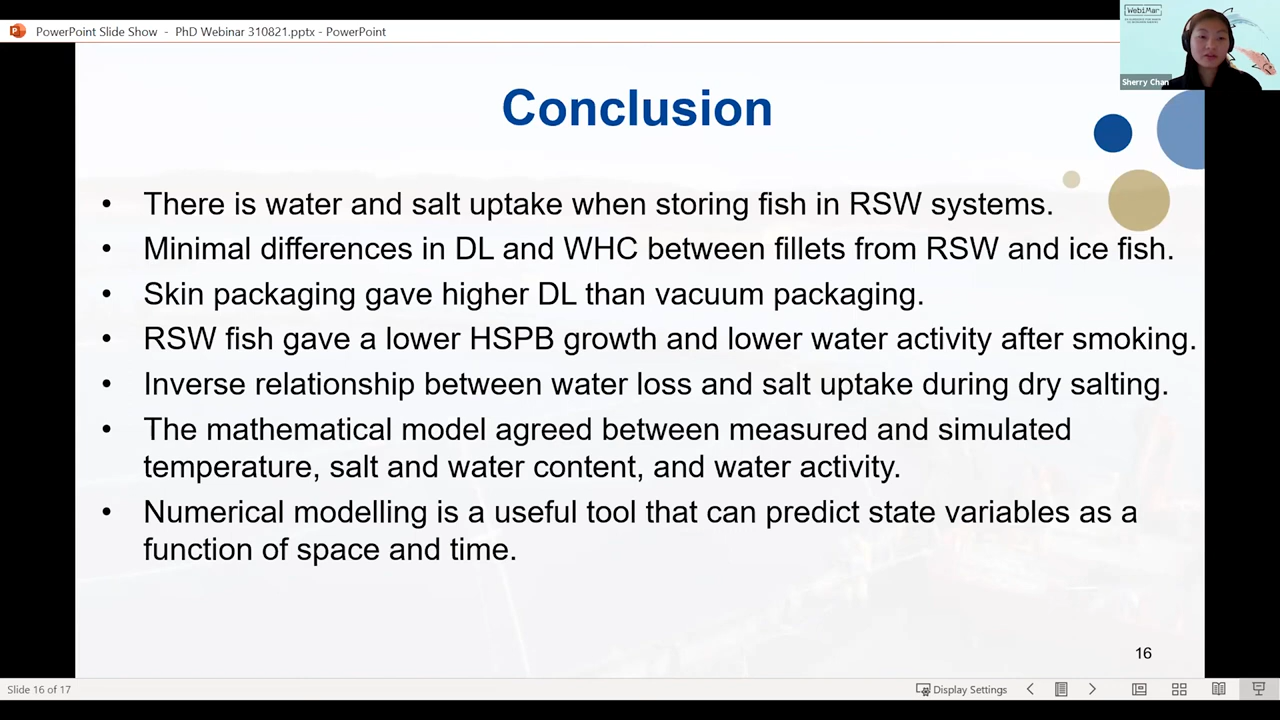 PowerPoint Slide Show - PhD Webinar 310821.pptx - PowerPoint
WebiMar
Sherry Chan
Conclusion
• There is water and salt uptake when storing fish in RSW systems.
• Minimal differences in DL and WHC between fillets from RSW and ice fish.
• Skin packaging gave higher DL than vacuum packaging.
• RSW fish gave a lower HSPB growth and lower water activity after smoking.
• Inverse relationship between water loss and salt uptake during dry salting.
• The mathematical model agreed between measured and simulated
temperature, salt and water content, and water activity.
• Numerical modelling is a useful tool that can predict state variables as a
function of space and time.
16
Slide 16 of 17
Display Settings